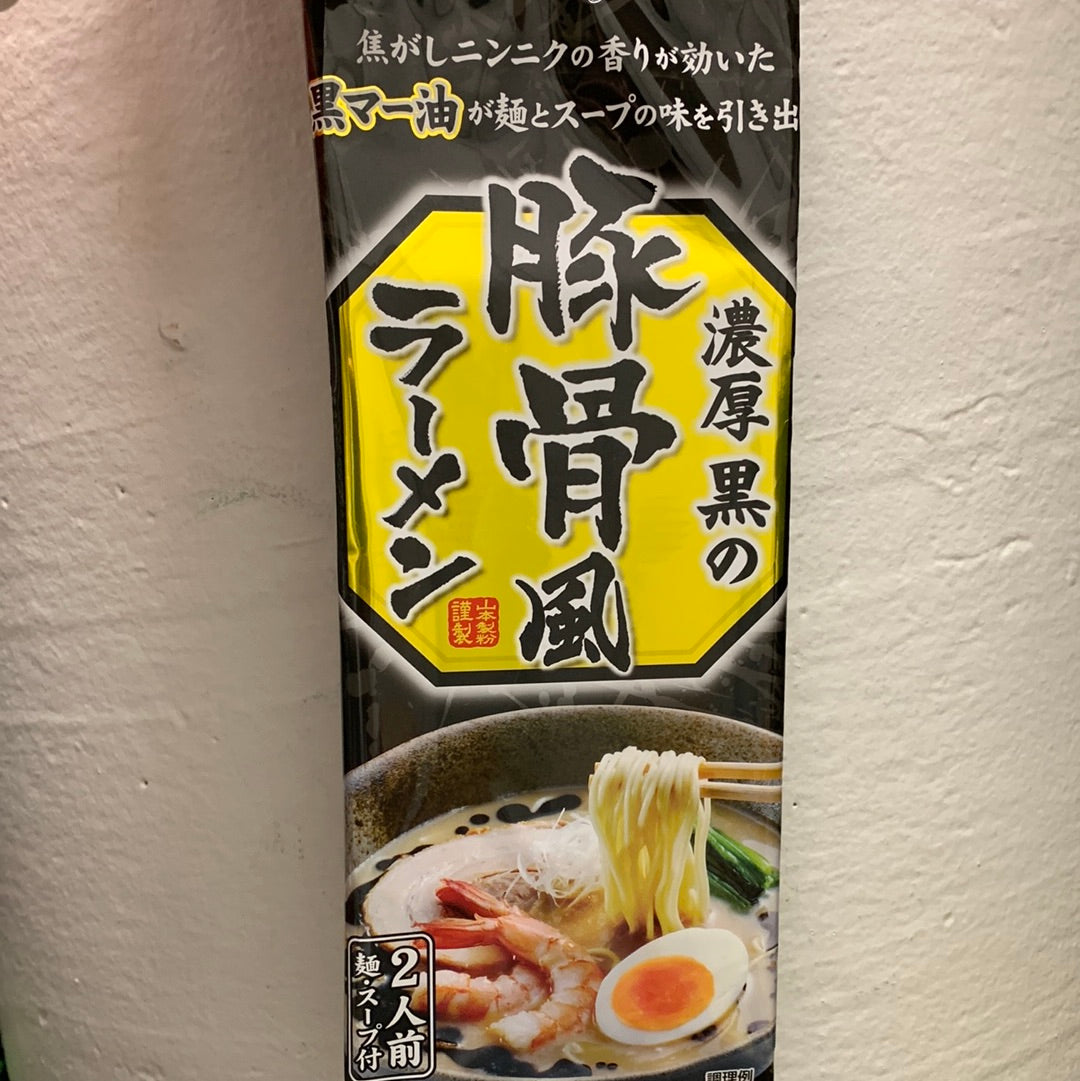 焦がしニンニクの香りが効いた
黒マー油が麺とスープの味を引き出
濃厚 黒の
豚骨風
ラーメン
山本製粉
謹製
2人前
麺・スープ付
調理例